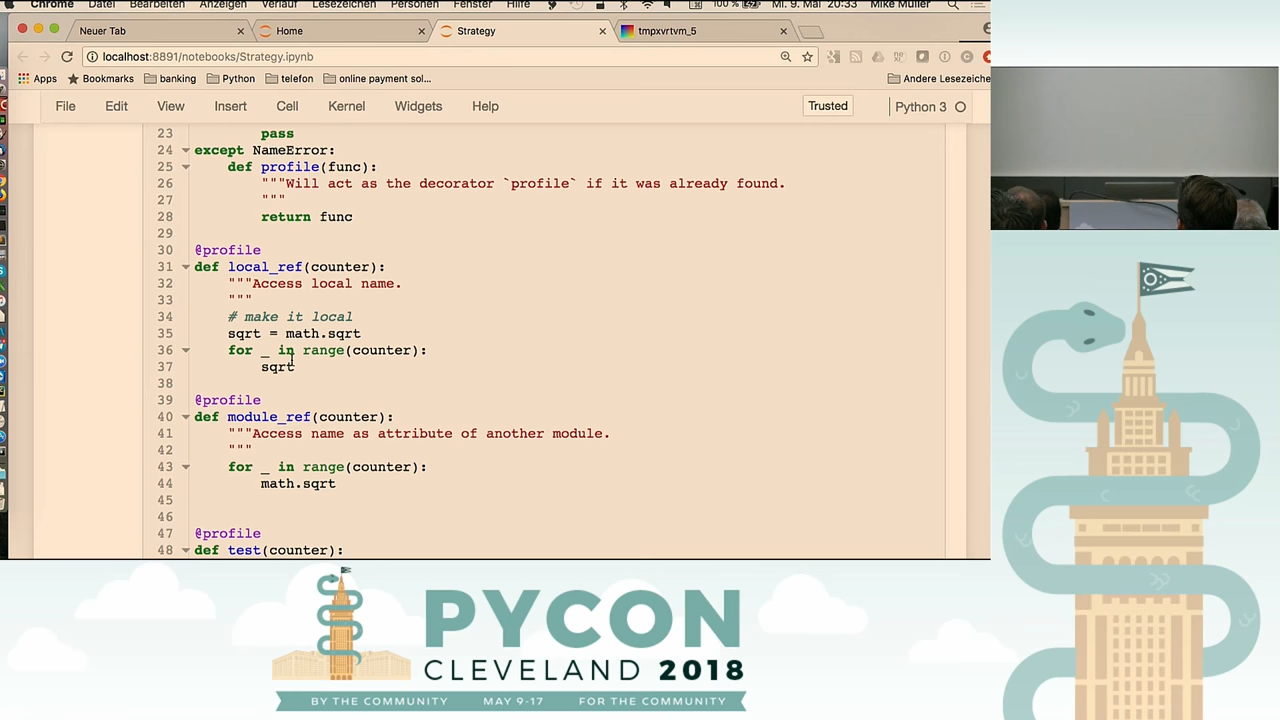 Chrome Datei Bearbeiten Anzeigen Verlauf Lesezeichen Personen Fenster Hilfe 100 % Mi. 9. Mai 20:33 Mike Müller
Neuer Tab Home Strategy tmpxvrtvm_5
localhost:8891/notebooks/Strategy.ipynb
Apps Bookmarks banking Python telefon online payment sol... Andere Lesezeiche
File Edit View Insert Cell Kernel Widgets Help Trusted Python 3
23 pass
24 except NameError:
25 def profile(func):
26 """Will act as the decorator `profile` if it was already found.
27 """
28 return func
29
30 @profile
31 def local_ref(counter):
32 """Access local name.
33 """
34 # make it local
35 sqrt = math.sqrt
36 for _ in range(counter):
37 sqrt
38
39 @profile
40 def module_ref(counter):
41 """Access name as attribute of another module.
42 """
43 for _ in range(counter):
44 math.sqrt
45
46
47 @profile
48 def test(counter):
PYCON
CLEVELAND 2018
BY THE COMMUNITY MAY 9-17 FOR THE COMMUNITY